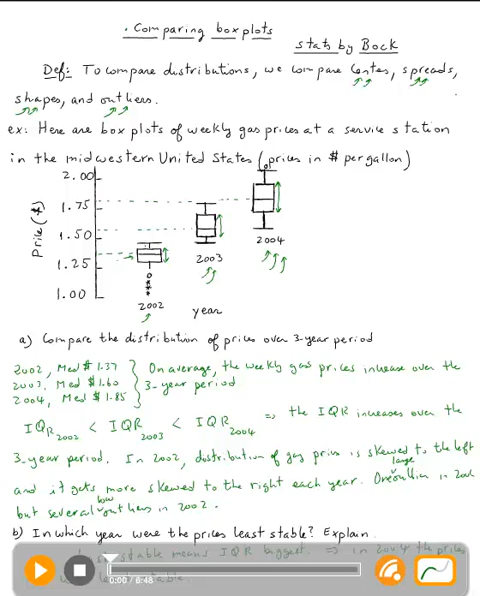 . Comparing boxplots
stats by Bock
Def: To compare distributions, we compare centers, spreads,
shapes, and outliers.
ex: Here are box plots of weekly gas prices at a service station
in the midwestern United States (prices in $ per gallon)
2.00
1.75
1.50
1.25
1.00
Price ($)
2002
2003
2004
year
a) Compare the distribution of prices over 3-year period
2002, Med $1.37
2003, Med $1.60
2004, Med $1.85
On average, the weekly gas prices increase over the
3-year period
IQR2002 < IQR2003 < IQR2004 ⇒ the IQR increases over the
3-year period. In 2002, distribution of gas prices is skewed to the left
and it gets more skewed to the right each year. One large outlier in
but several low outliers in 2002.
b) In which year were the prices least stable? Explain
stable means IQR biggest. ⇒ in 2004 the prices
0:00 / 6:48